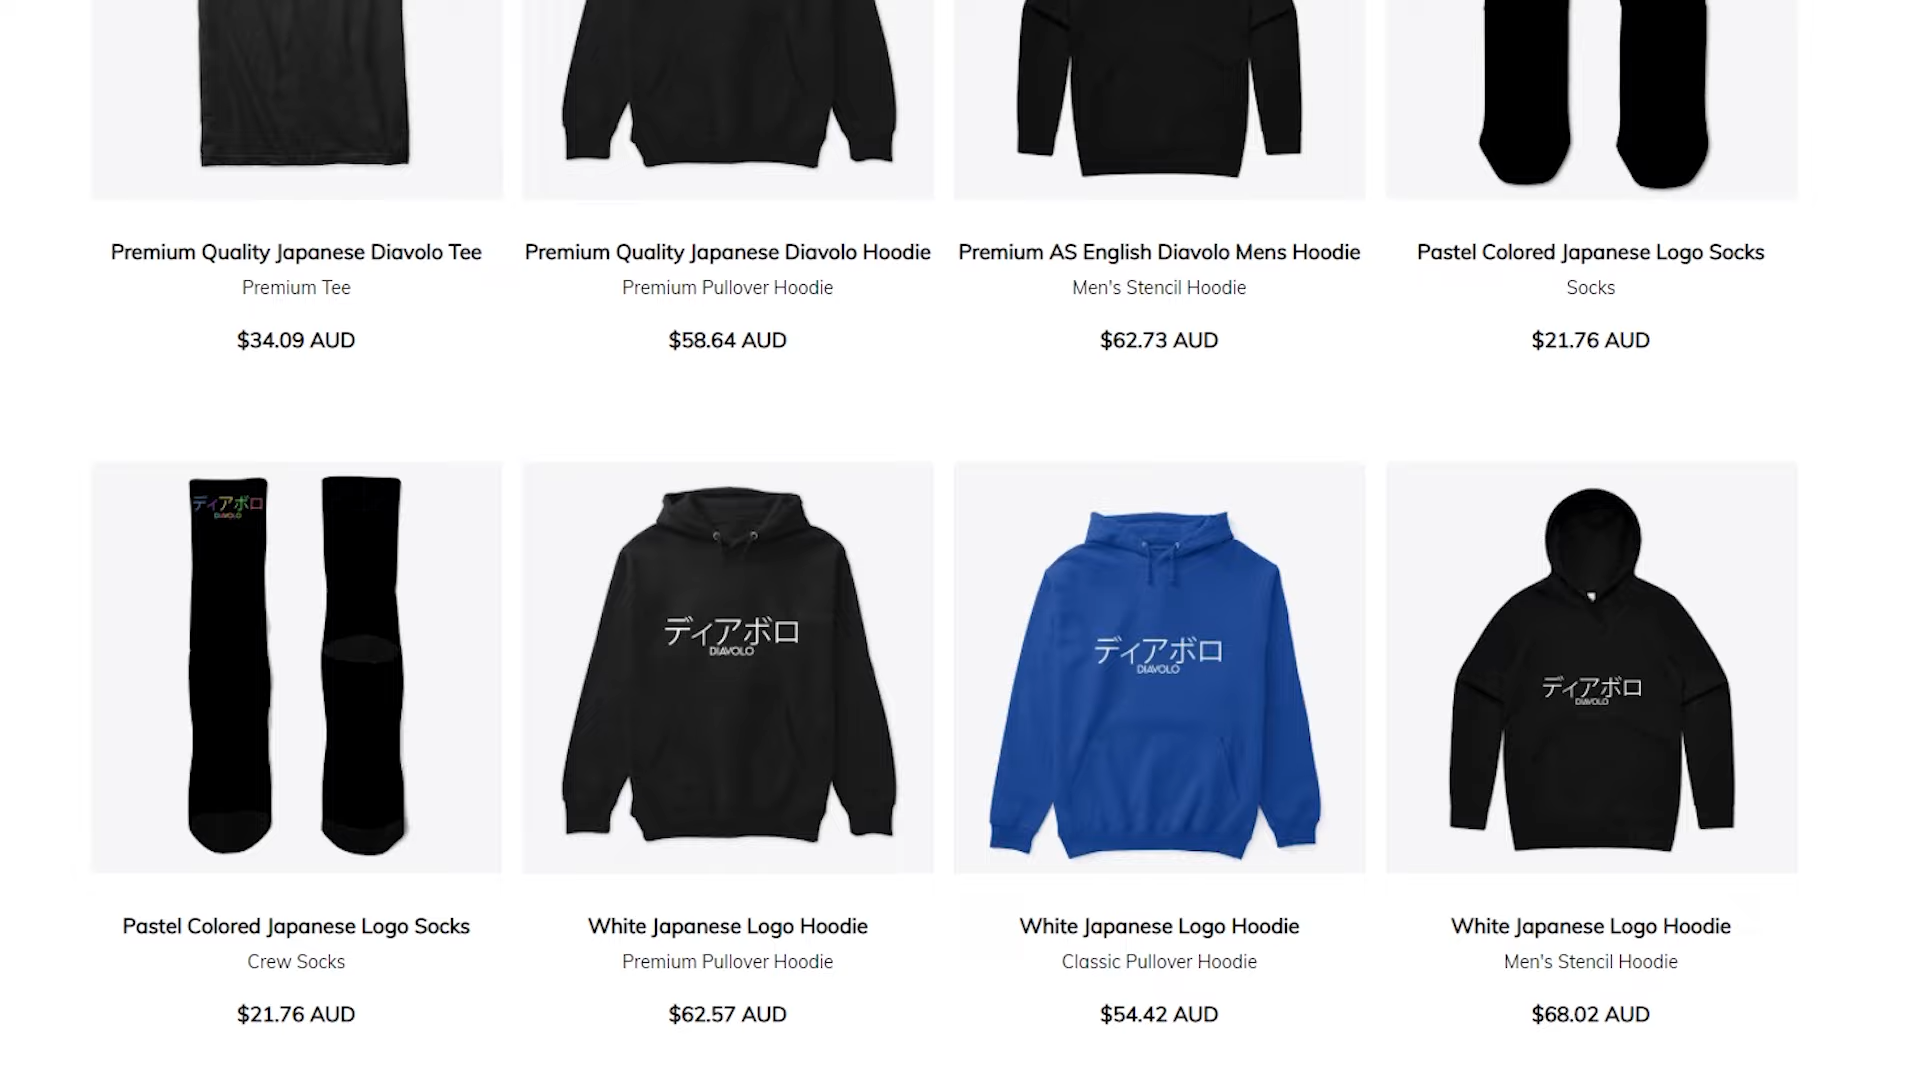 Premium Quality Japanese Diavolo Tee
Premium Tee
$34.09 AUD
Premium Quality Japanese Diavolo Hoodie
Premium Pullover Hoodie
$58.64 AUD
Premium AS English Diavolo Mens Hoodie
Men's Stencil Hoodie
$62.73 AUD
Pastel Colored Japanese Logo Socks
Socks
$21.76 AUD
ディアボロ
DIAVOLO
Pastel Colored Japanese Logo Socks
Crew Socks
$21.76 AUD
ディアボロ
DIAVOLO
White Japanese Logo Hoodie
Premium Pullover Hoodie
$62.57 AUD
ディアボロ
DIAVOLO
White Japanese Logo Hoodie
Classic Pullover Hoodie
$54.42 AUD
ディアボロ
DIAVOLO
White Japanese Logo Hoodie
Men's Stencil Hoodie
$68.02 AUD